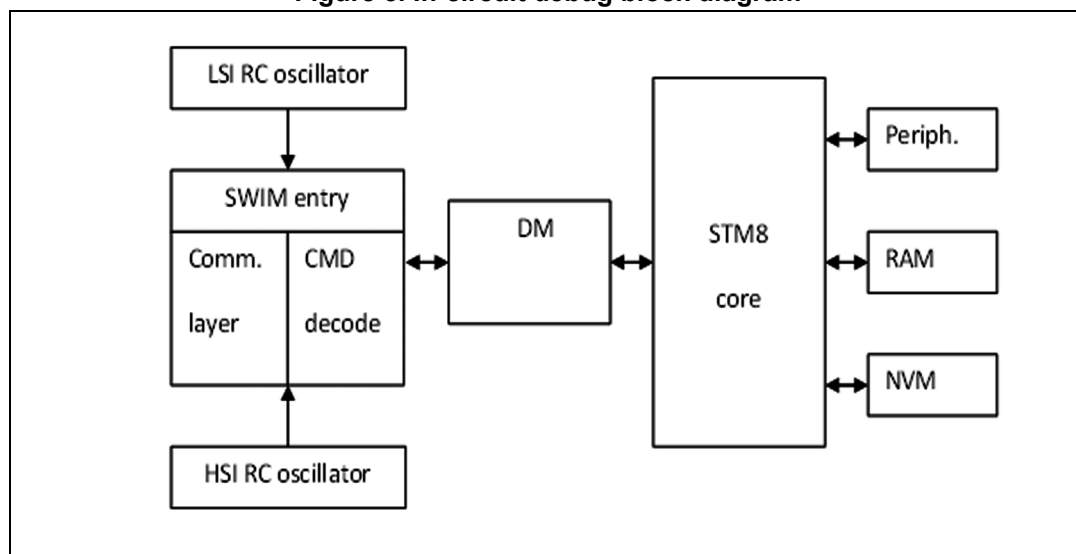 LSI RC oscillator
SWIM entry
Comm.
layer
CMD
decode
HSI RC oscillator
DM
STM8
core
Periph.
RAM
NVM